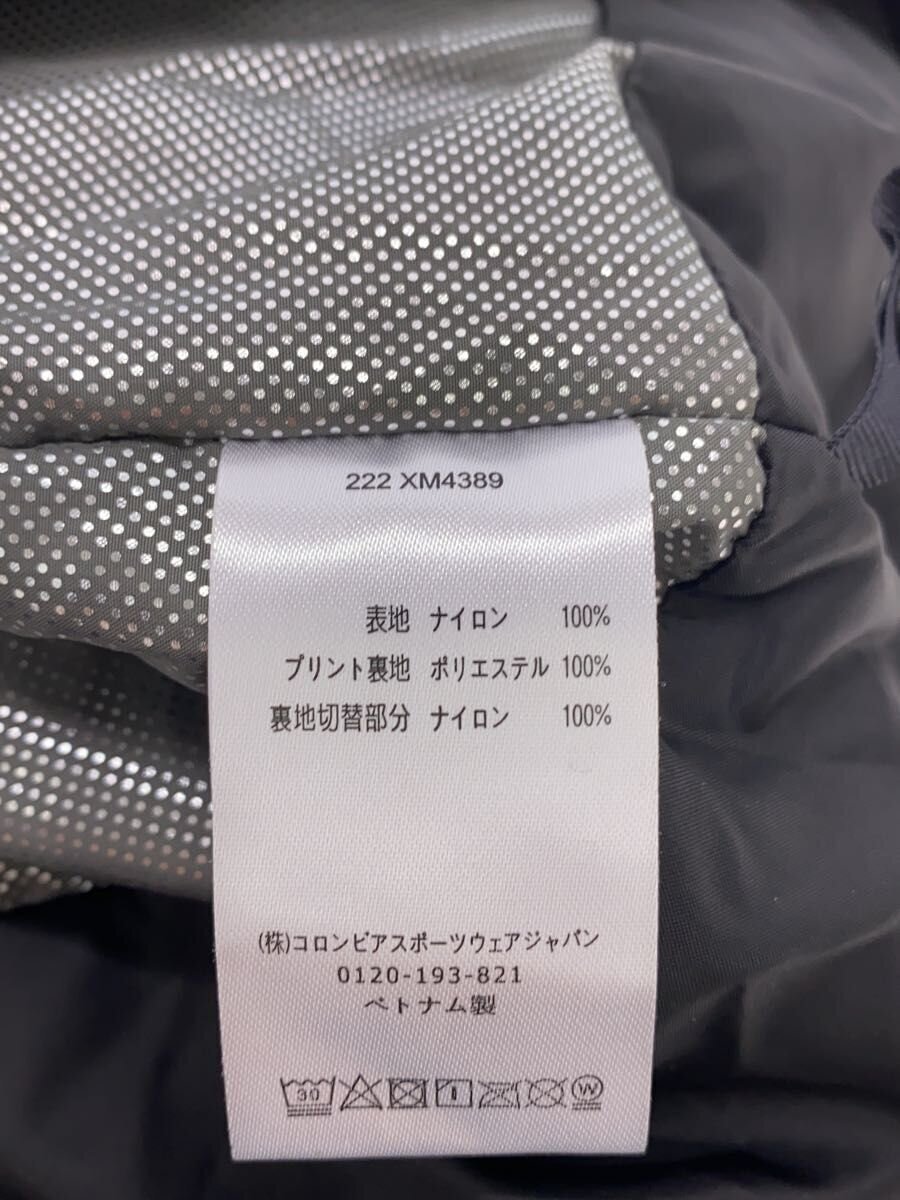 222 XM4389
表地 ナイロン 100%
プリント裏地 ポリエステル 100%
裏地切替部分 ナイロン 100%
(株)コロンビアスポーツウェアジャパン
0120-193-821
ベトナム製
30 W